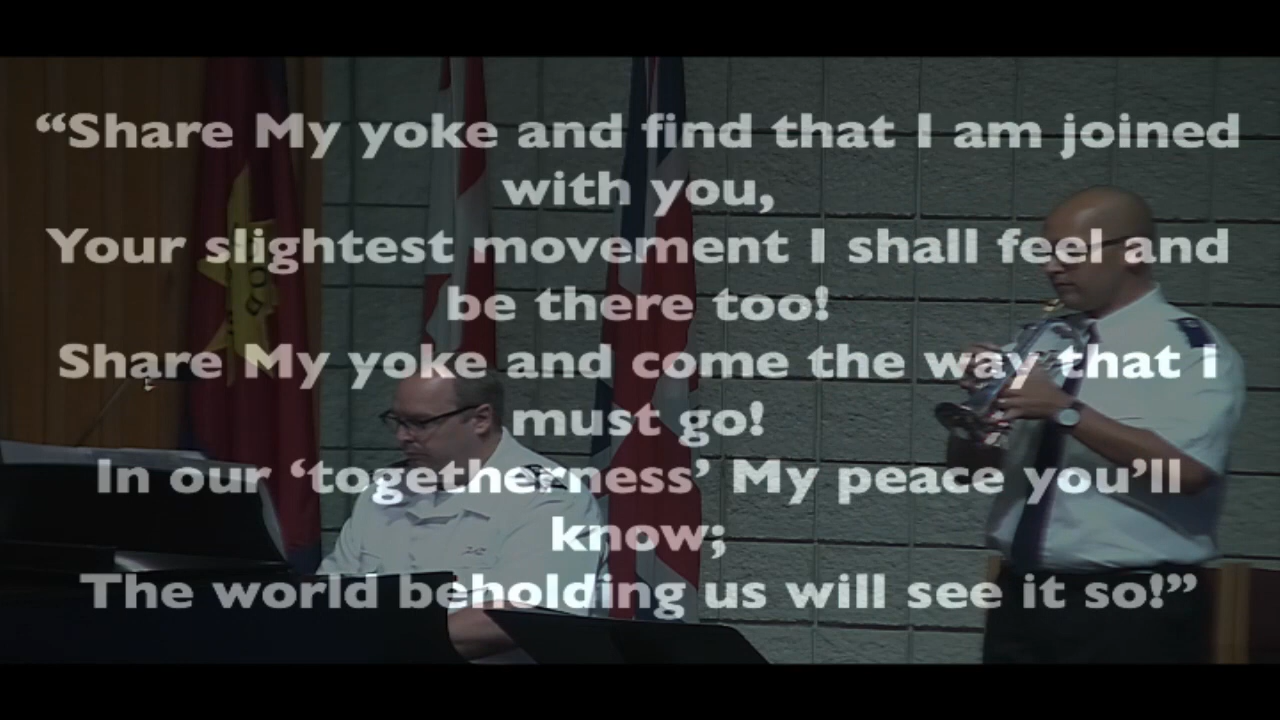 “Share My yoke and find that I am joined
with you,
Your slightest movement I shall feel and
be there too!
Share My yoke and come the way that I
must go!
In our ‘togetherness’ My peace you’ll
know;
The world beholding us will see it so!”